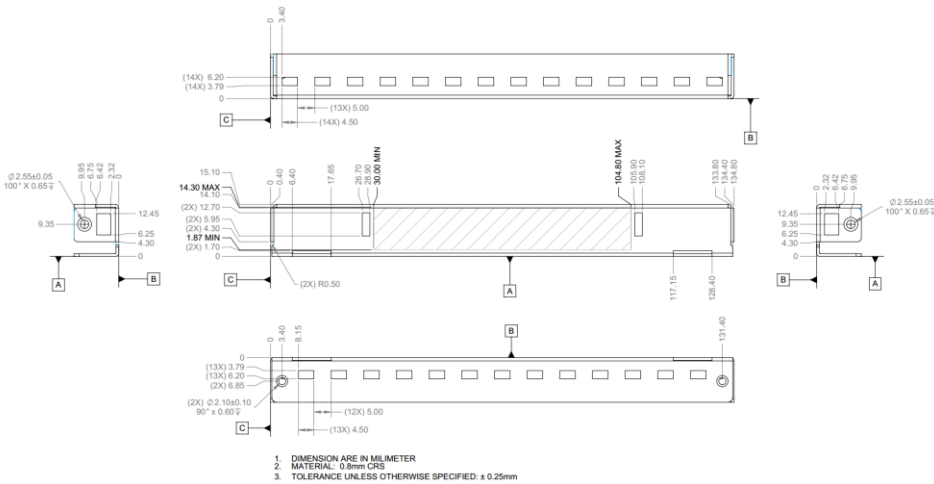 0
3.40
(14X) 6.20
(14X) 3.79
0
(13X) 5.00
(14X) 4.50
C
B
Ø2.55±0.05
100° X 0.65↧
9.95
6.75
6.42
2.32
0
9.35
12.45
6.25
4.30
0
A
B
15.10
14.30 MAX
14.10
(2X) 12.70
(2X) 5.95
(2X) 4.30
1.87 MIN
(2X) 1.70
0
0
0.40
6.40
17.65
26.70
28.90
30.00 MIN
104.80 MAX
105.90
108.10
133.80
134.40
134.80
C
(2X) R0.50
A
117.15
128.40
0
2.32
6.42
6.75
9.95
Ø2.55±0.05
100° X 0.65↧
12.45
9.35
6.25
4.30
0
B
A
0
3.40
8.15
B
131.40
0
(13X) 3.79
(13X) 6.20
(2X) 6.85
(2X) Ø2.10±0.10
90° x 0.60↧
(12X) 5.00
C
(13X) 4.50
1. DIMENSION ARE IN MILIMETER
2. MATERIAL: 0.8mm CRS
3. TOLERANCE UNLESS OTHERWISE SPECIFIED: ± 0.25mm